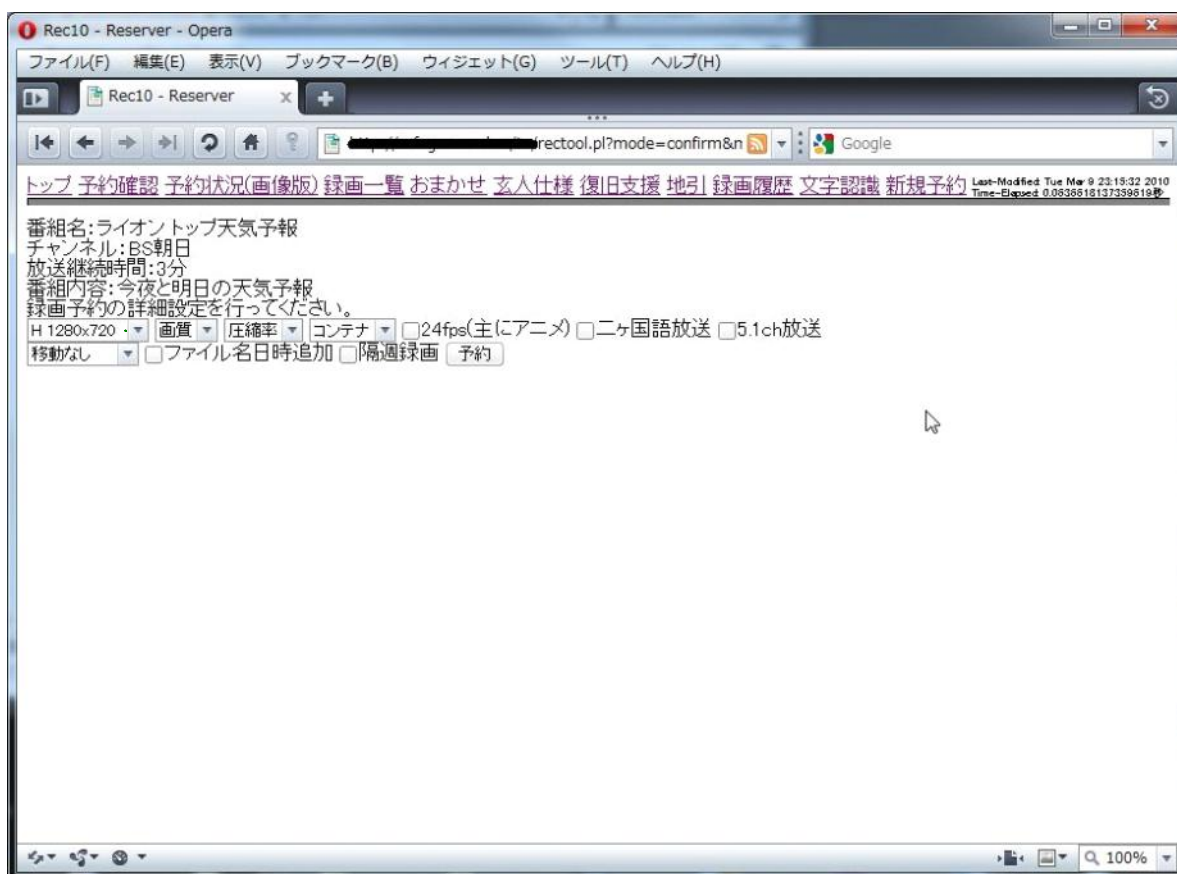 Rec10 - Reserver - Opera
ファイル(F) 編集(E) 表示(V) ブックマーク(B) ウィジェット(G) ツール(T) ヘルプ(H)
Rec10 - Reserver
rectool.pl?mode=confirm&n Google
トップ 予約確認 予約状況(画像版) 録画一覧 おまかせ 玄人仕様 復旧支援 地引 録画履歴 文字認識 新規予約 Last-Modified: Tue Mar 9 23:15:32 2010
Time-Elapsed:
番組名:ライオントップ天気予報
チャンネル:BS朝日
放送継続時間:3分
番組内容:今夜と明日の天気予報
録画予約の詳細設定を行ってください。
H 1280x720 画質 圧縮率 コンテナ 24fps(主にアニメ) 二ヶ国語放送 5.1ch放送
移動なし ファイル名日時追加 隔週録画 予約
100%